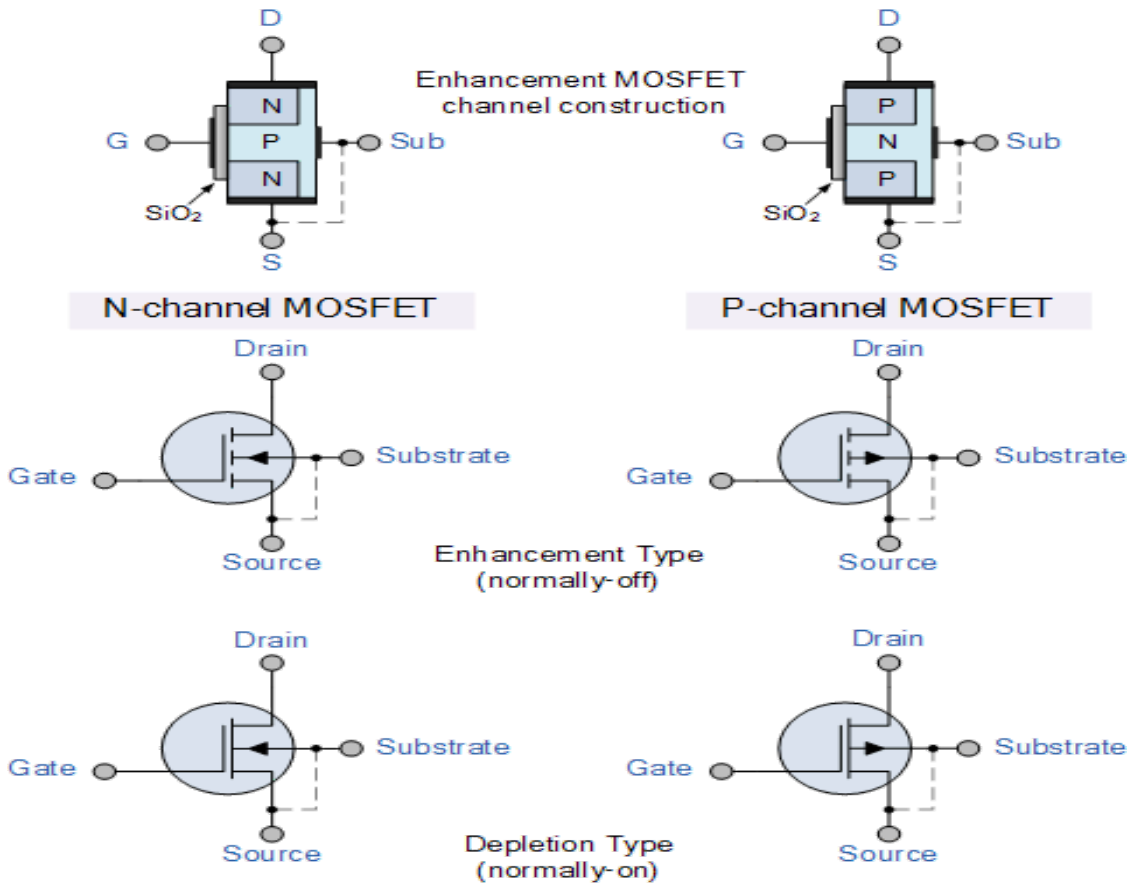 D
D
Enhancement MOSFET
channel construction
N
P
G
P
Sub
G
N
Sub
N
P
SiO₂
SiO₂
S
S
N-channel MOSFET
P-channel MOSFET
Drain
Drain
Substrate
Substrate
Gate
Gate
Source
Enhancement Type
Source
(normally-off)
Drain
Drain
Substrate
Substrate
Gate
Gate
Source
Depletion Type
Source
(normally-on)